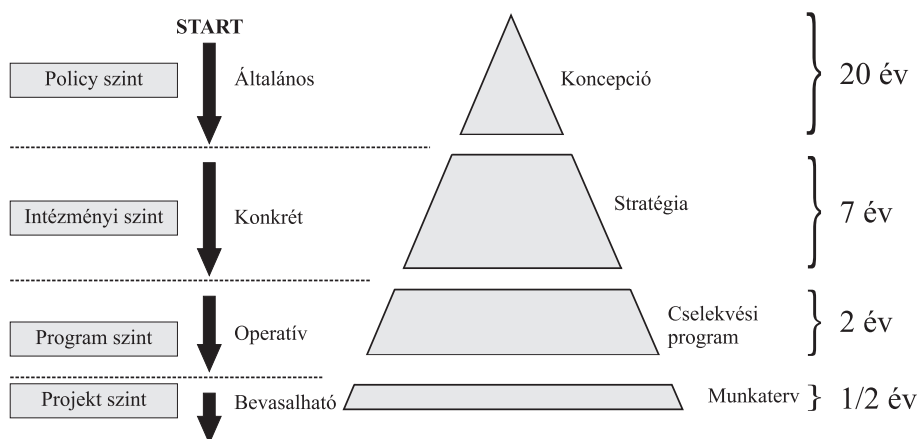 START
Policy szint
Általános
Koncepció
20 év
Intézményi szint
Konkrét
Stratégia
7 év
Program szint
Operatív
Cselekvési
program
2 év
Projekt szint
Bevasalható
Munkaterv
1/2 év